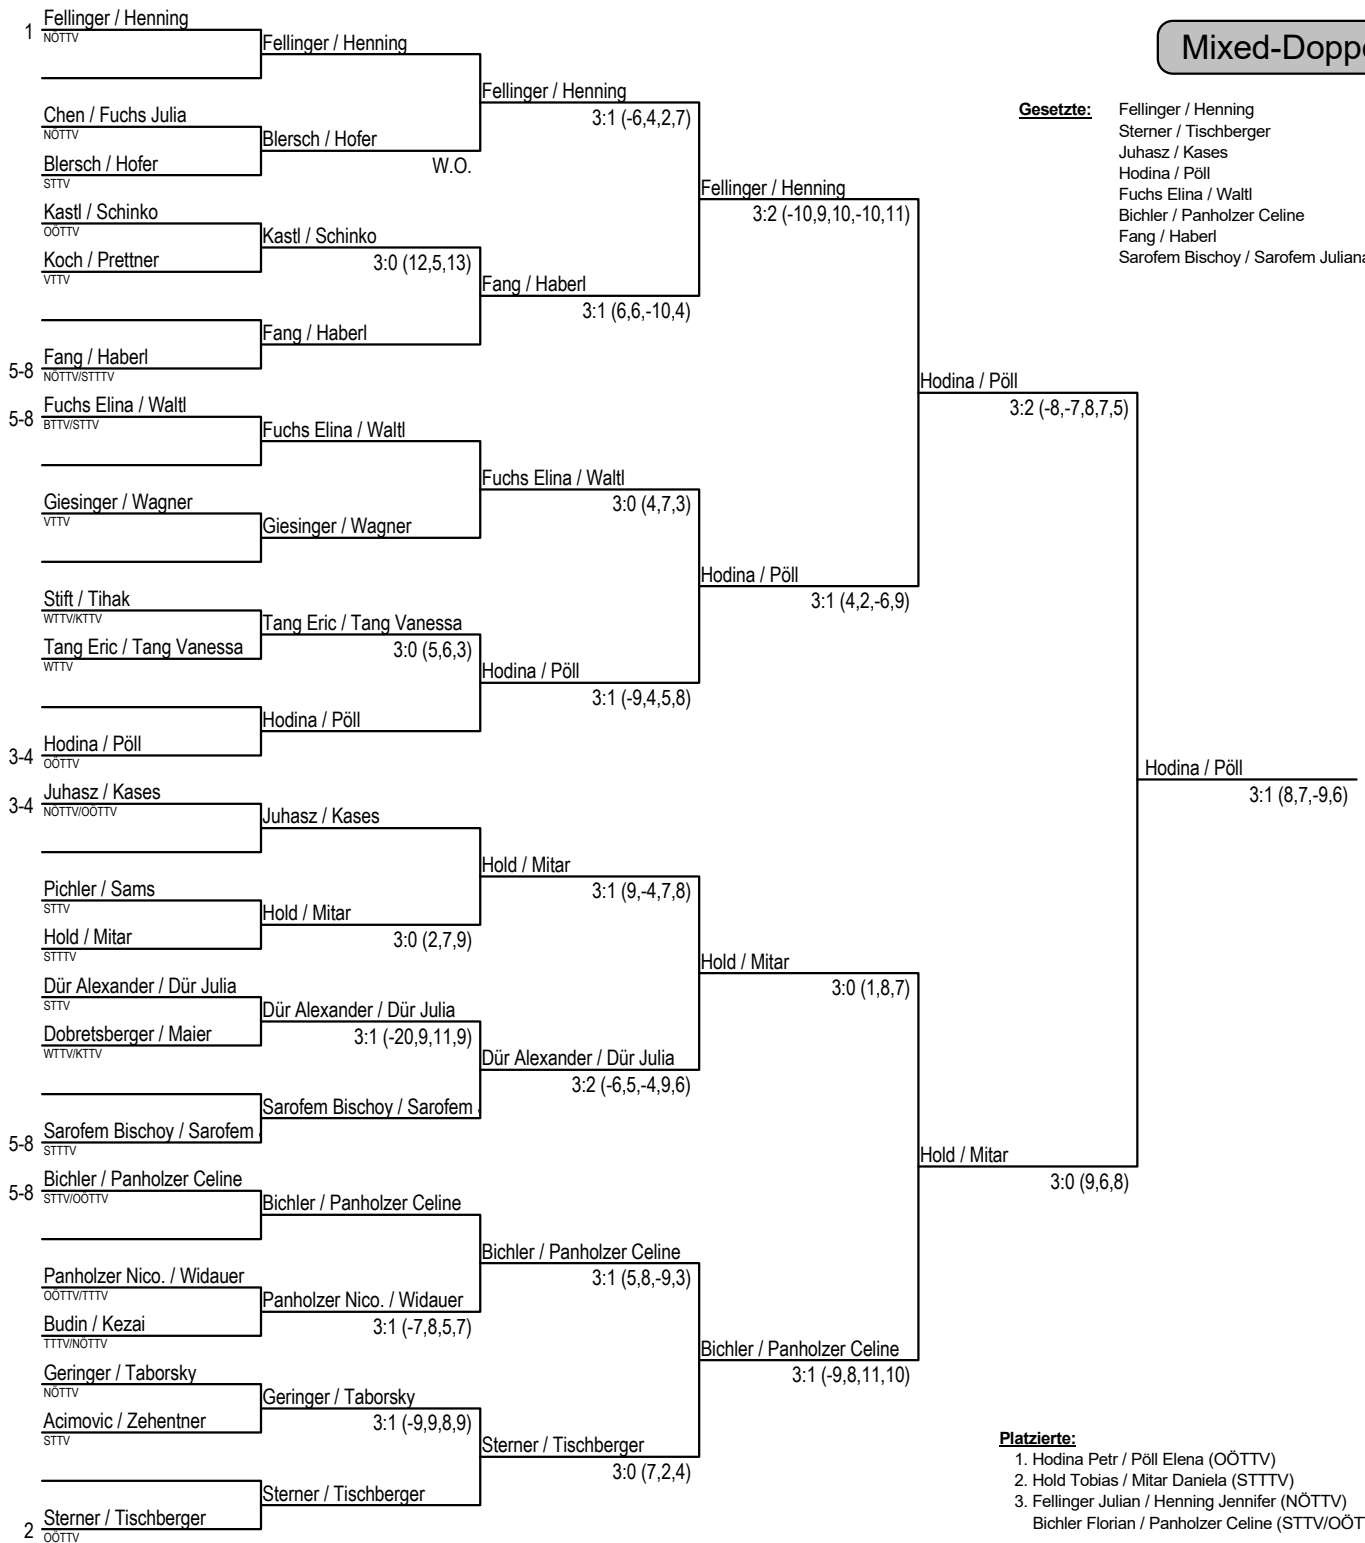 Mixed-Doppe
Gesetzte:
Fellinger / Henning
Sterner / Tischberger
Juhasz / Kases
Hodina / Pöll
Fuchs Elina / Waltl
Bichler / Panholzer Celine
Fang / Haberl
Sarofem Bischoy / Sarofem Juliana
1 Fellinger / Henning
NÖTTV
Chen / Fuchs Julia
NÖTTV
Blersch / Hofer
STTV
Kastl / Schinko
OÖTTV
Koch / Prettner
VTTV
5-8 Fang / Haberl
NÖTTV/STTTV
5-8 Fuchs Elina / Waltl
BTTV/STTV
Giesinger / Wagner
VTTV
Stift / Tihak
WTTV/KTTV
Tang Eric / Tang Vanessa
WTTV
3-4 Hodina / Pöll
OÖTTV
3-4 Juhasz / Kases
NÖTTV/OÖTTV
Pichler / Sams
STTV
Hold / Mitar
STTTV
Dür Alexander / Dür Julia
STTV
Dobretsberger / Maier
WTTV/KTTV
5-8 Sarofem Bischoy / Sarofem
STTTV
5-8 Bichler / Panholzer Celine
STTV/OÖTTV
Panholzer Nico. / Widauer
OÖTTV/TTTV
Budin / Kezai
TTTV/NÖTTV
Geringer / Taborsky
NÖTTV
Acimovic / Zehentner
STTV
2 Sterner / Tischberger
OÖTTV
Fellinger / Henning
Blersch / Hofer
W.O.
Kastl / Schinko
3:0 (12,5,13)
Fang / Haberl
Fuchs Elina / Waltl
Giesinger / Wagner
Tang Eric / Tang Vanessa
3:0 (5,6,3)
Hodina / Pöll
Juhasz / Kases
Hold / Mitar
3:0 (2,7,9)
Dür Alexander / Dür Julia
3:1 (-20,9,11,9)
Sarofem Bischoy / Sarofem
Bichler / Panholzer Celine
Panholzer Nico. / Widauer
3:1 (-7,8,5,7)
Geringer / Taborsky
3:1 (-9,9,8,9)
Sterner / Tischberger
Fellinger / Henning
3:1 (-6,4,2,7)
Fang / Haberl
3:1 (6,6,-10,4)
Fuchs Elina / Waltl
3:0 (4,7,3)
Hodina / Pöll
3:1 (-9,4,5,8)
Hold / Mitar
3:1 (9,-4,7,8)
Dür Alexander / Dür Julia
3:2 (-6,5,-4,9,6)
Bichler / Panholzer Celine
3:1 (5,8,-9,3)
Sterner / Tischberger
3:0 (7,2,4)
Fellinger / Henning
3:2 (-10,9,10,-10,11)
Hodina / Pöll
3:1 (4,2,-6,9)
Hold / Mitar
3:0 (1,8,7)
Bichler / Panholzer Celine
3:1 (-9,8,11,10)
Hodina / Pöll
3:2 (-8,-7,8,7,5)
Hold / Mitar
3:0 (9,6,8)
Hodina / Pöll
3:1 (8,7,-9,6)
Platzierte:
1. Hodina Petr / Pöll Elena (OÖTTV)
2. Hold Tobias / Mitar Daniela (STTTV)
3. Fellinger Julian / Henning Jennifer (NÖTTV)
Bichler Florian / Panholzer Celine (STTV/OÖT